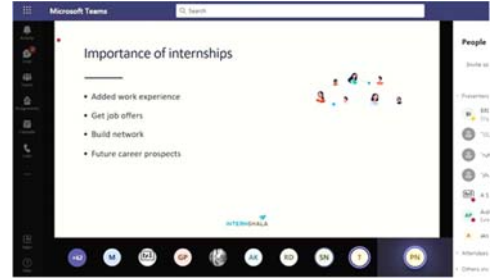 Microsoft Teams
Search
People
Importance of internships
• Added work experience
• Get job offers
• Build network
• Future career prospects
INTERNSHALA
+62
M
GP
AK
RD
SN
T
PN